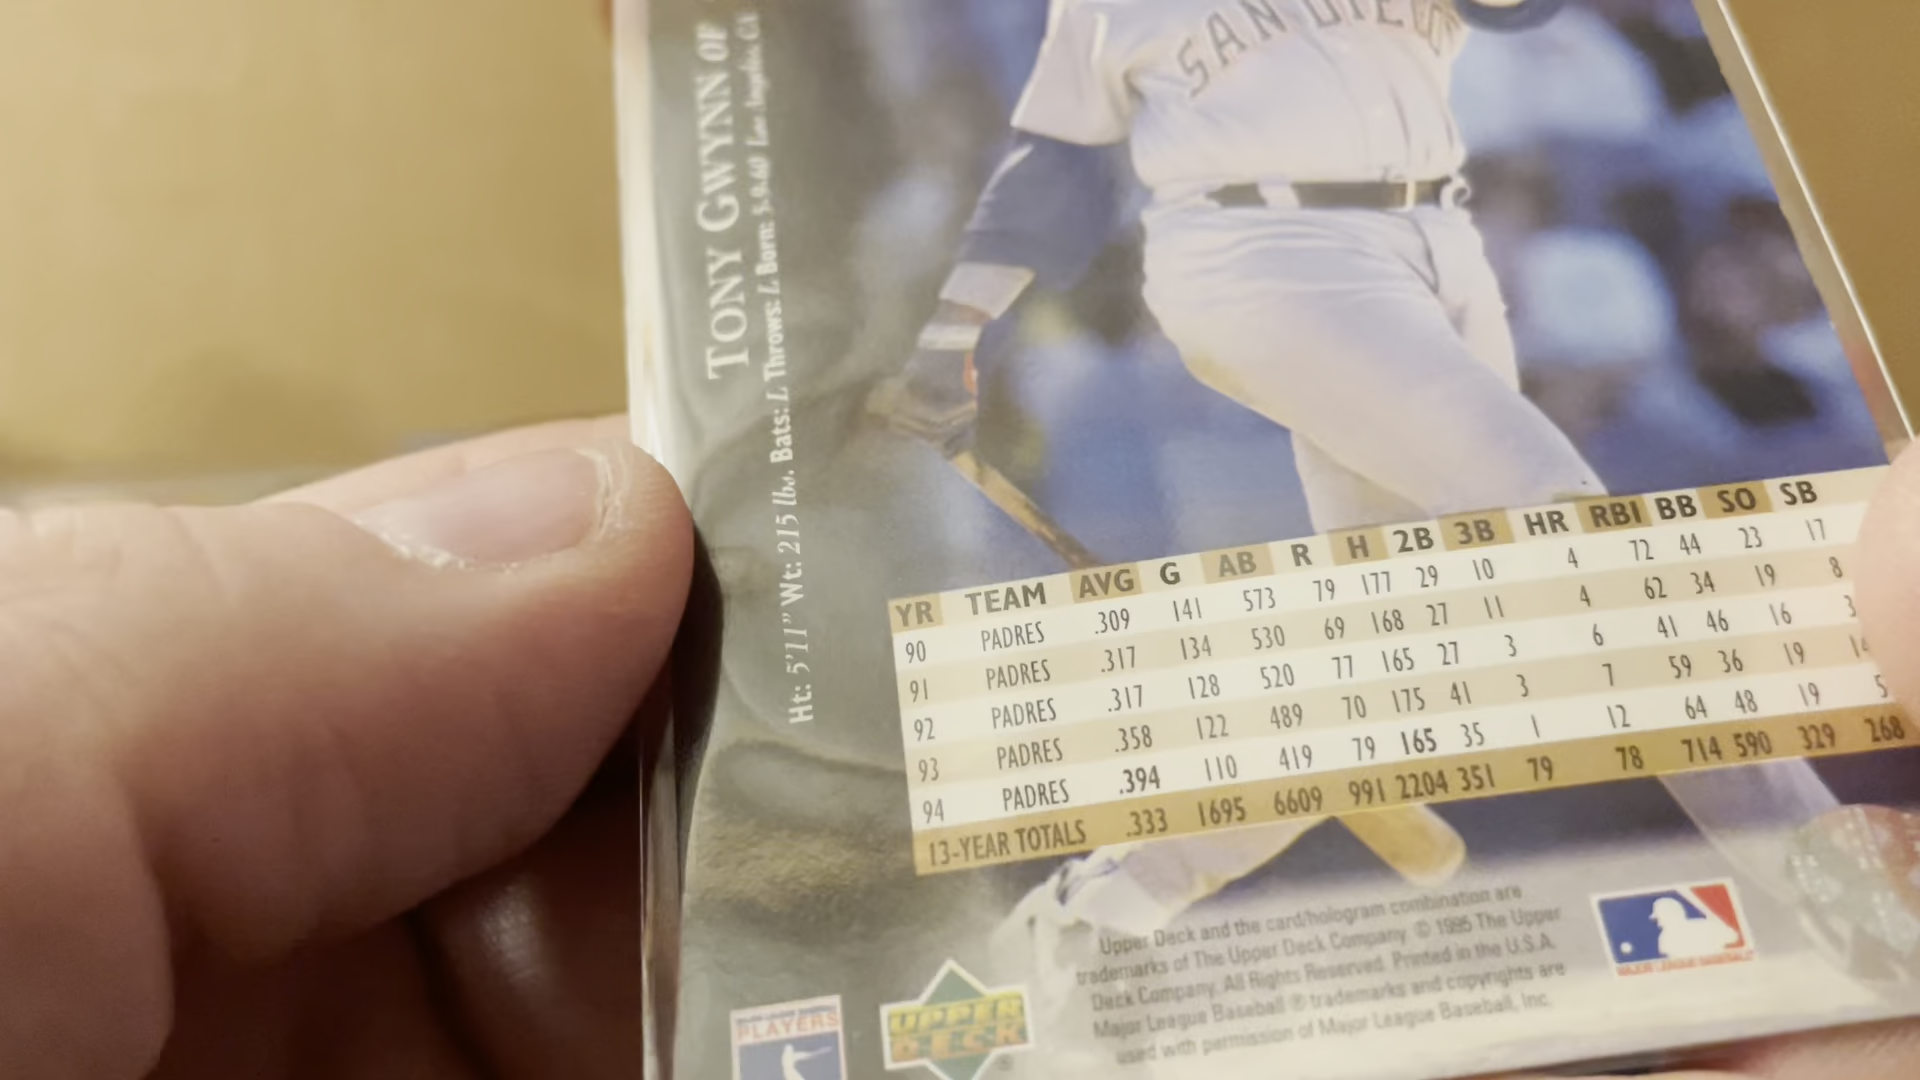 SAN DIEGO
TONY GWYNN OF
Ht: 5'11" Wt: 215 lbs. Bats: L Throws: L Born: 5-9-60 Los Angeles, CA
YR TEAM AVG G AB R H 2B 3B HR RBI BB SO SB
90 PADRES .309 141 573 79 177 29 10 4 72 44 23 17
91 PADRES .317 134 530 69 168 27 11 4 62 34 19 8
92 PADRES .317 128 520 77 165 27 3 6 41 46 16 3
93 PADRES .358 122 489 70 175 41 3 7 59 36 19 14
94 PADRES .394 110 419 79 165 35 1 12 64 48 19 5
13-YEAR TOTALS .333 1695 6609 991 2204 351 79 78 714 590 329 268
Upper Deck and the card/hologram combination are
trademarks of The Upper Deck Company. © 1995 The Upper
Deck Company. All Rights Reserved. Printed in the U.S.A.
Major League Baseball ® trademarks and copyrights are
used with permission of Major League Baseball, Inc.
MAJOR LEAGUE BASEBALL
PLAYERS
UPPER
DECK